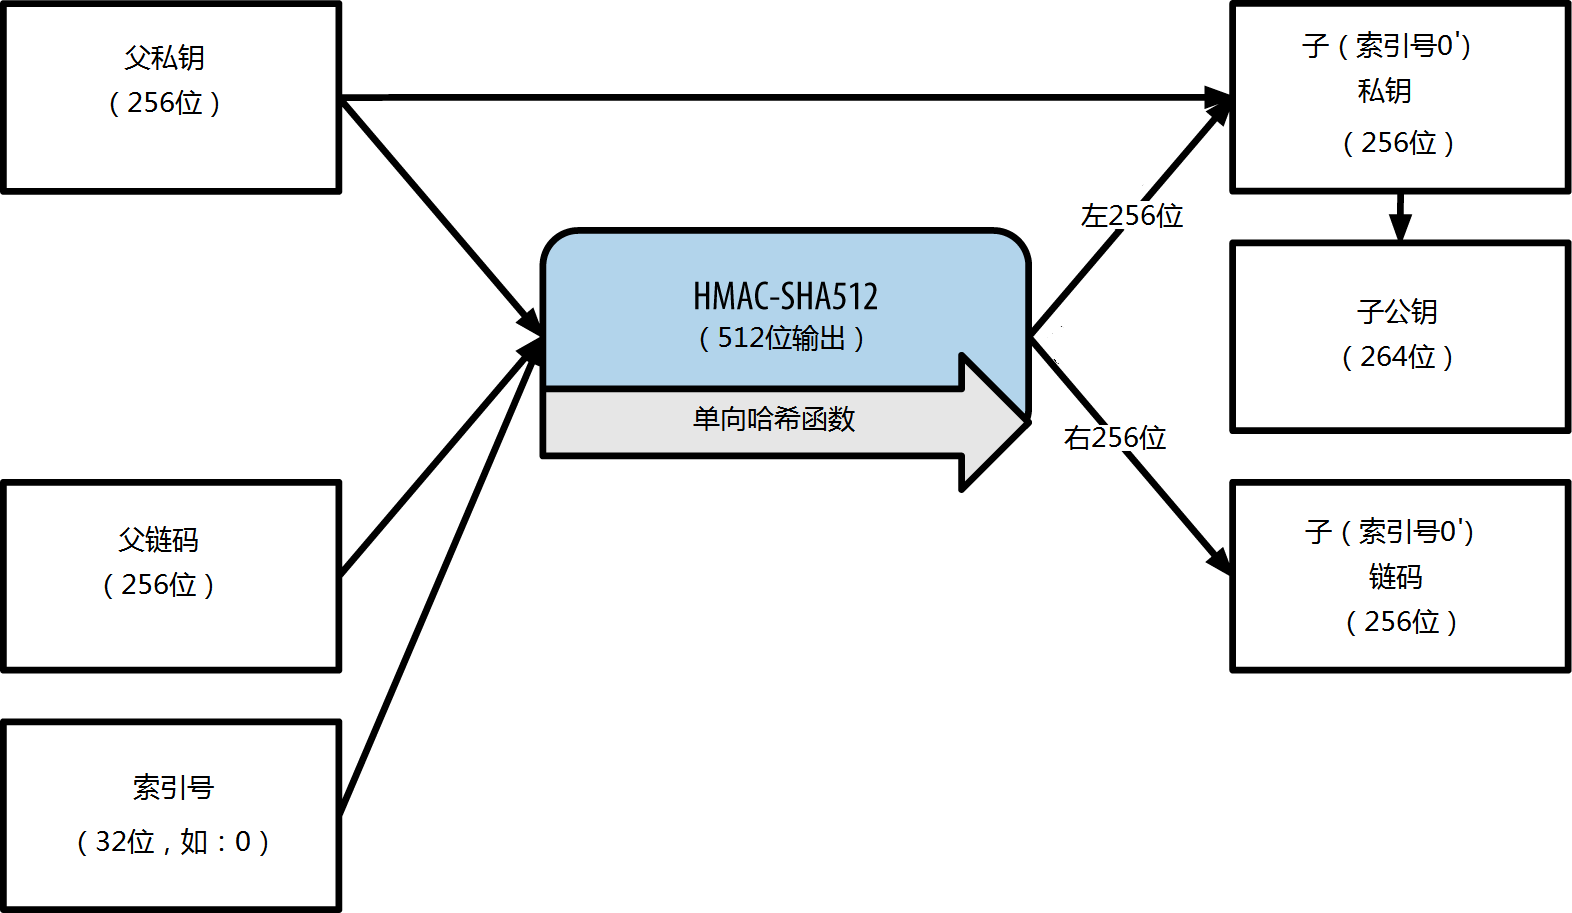 父私钥
（256位）
父链码
（256位）
索引号
（32位，如：0）
HMAC-SHA512
（512位输出）
单向哈希函数
左256位
右256位
子（索引号0'）
私钥
（256位）
子公钥
（264位）
子（索引号0'）
链码
（256位）